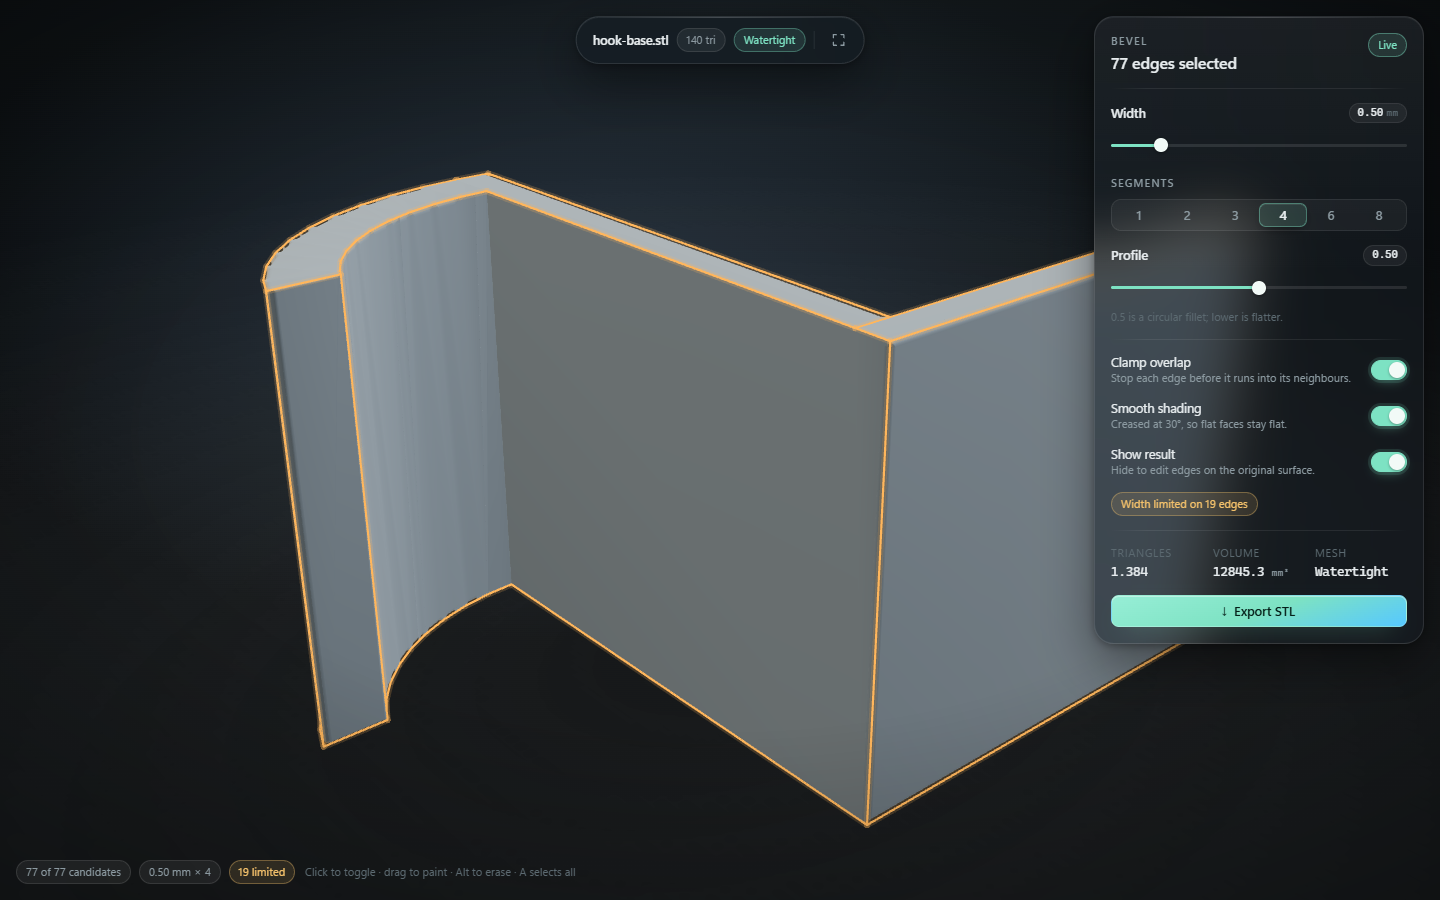 hook-base.stl 140 tri Watertight
BEVEL
77 edges selected
Live
Width 0.50 mm
SEGMENTS
1 2 3 4 6 8
Profile 0.50
0.5 is a circular fillet; lower is flatter.
Clamp overlap
Stop each edge before it runs into its neighbours.
Smooth shading
Creased at 30°, so flat faces stay flat.
Show result
Hide to edit edges on the original surface.
Width limited on 19 edges
TRIANGLES VOLUME MESH
1.384 12845.3 mm³ Watertight
↓ Export STL
77 of 77 candidates 0.50 mm × 4 19 limited Click to toggle · drag to paint · Alt to erase · A selects all